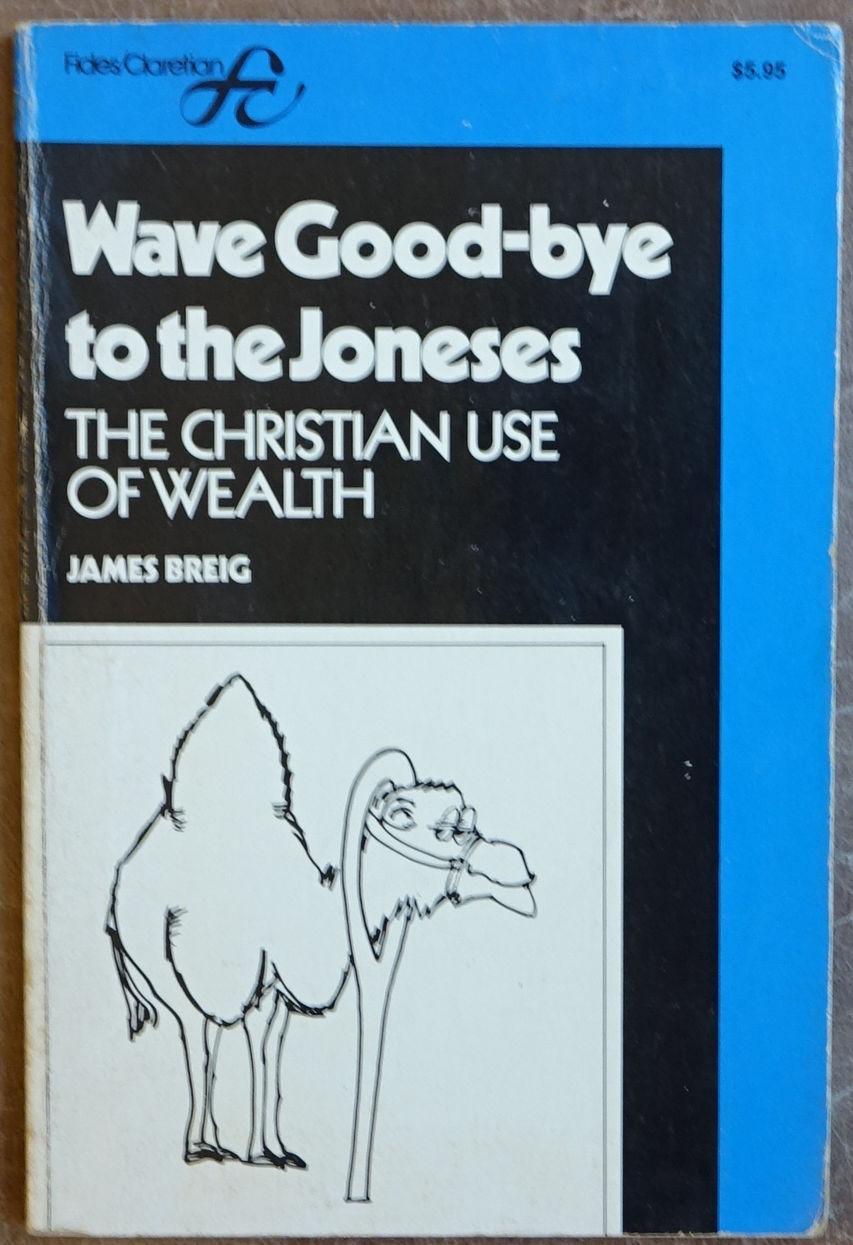 Fides Claretian
fc
$5.95
Wave Good-bye
to the Joneses
THE CHRISTIAN USE
OF WEALTH
JAMES BREIG